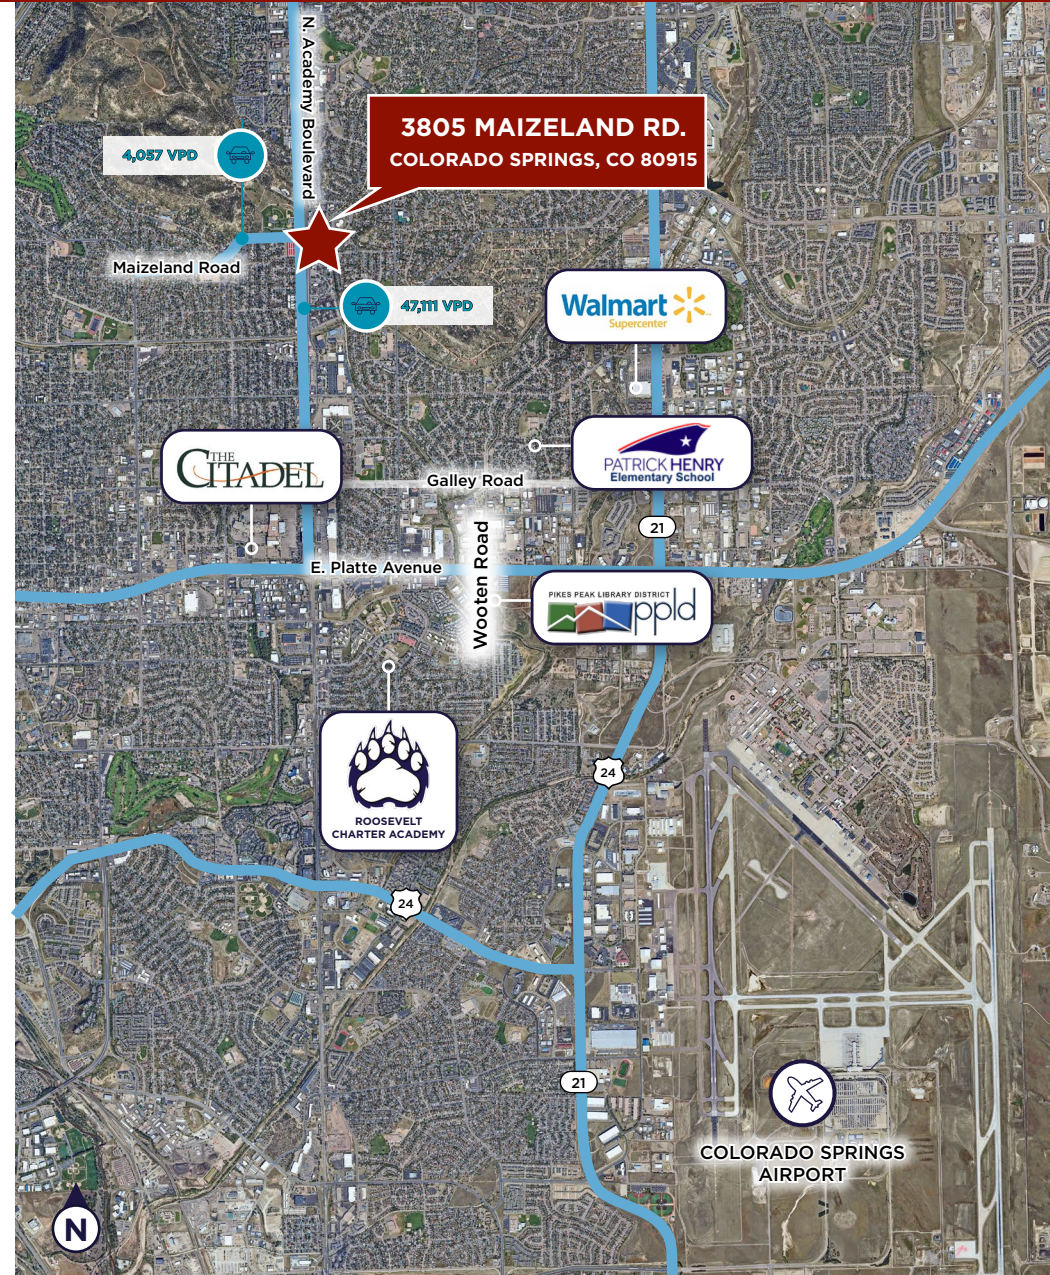 N. Academy Boulevard
3805 MAIZELAND RD.
COLORADO SPRINGS, CO 80915
4,057 VPD
Maizeland Road
47,111 VPD
Walmart
Supercenter
THE
CITADEL
PATRICK HENRY
Elementary School
Galley Road
21
Wooten Road
E. Platte Avenue
PIKES PEAK LIBRARY DISTRICT
ppld
ROOSEVELT
CHARTER ACADEMY
24
24
21
COLORADO SPRINGS
AIRPORT
N